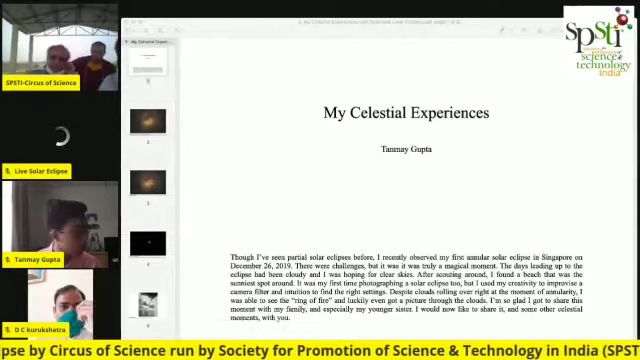 SPSTI-Circus of Science
Live Solar Eclipse
Tanmay Gupta
D C kurukshetra
My Celestial Experi...
2
3
4
SPSTI
science&
technology
India
My Celestial Experiences
Tanmay Gupta
Though I've seen partial solar eclipses before, I recently observed my first annular solar eclipse in Singapore on
December 26, 2019. There were challenges, but it was it was truly a magical moment. The days leading up to the
eclipse had been cloudy and I was hoping for clear skies. After scouting around, I found a beach that was the
sunniest spot around. It was my first time photographing a solar eclipse too, but I used my creativity to improvise a
camera filter and intuition to find the right settings. Despite clouds rolling over right at the moment of annularity, I
was able to see the "ring of fire" and luckily even got a picture through the clouds. I'm so glad I got to share this
moment with my family, and especially my younger sister. I would now like to share it, and some other celestial
moments, with you.
pse by Circus of Science run by Society for Promotion of Science & Technology in India (SPST